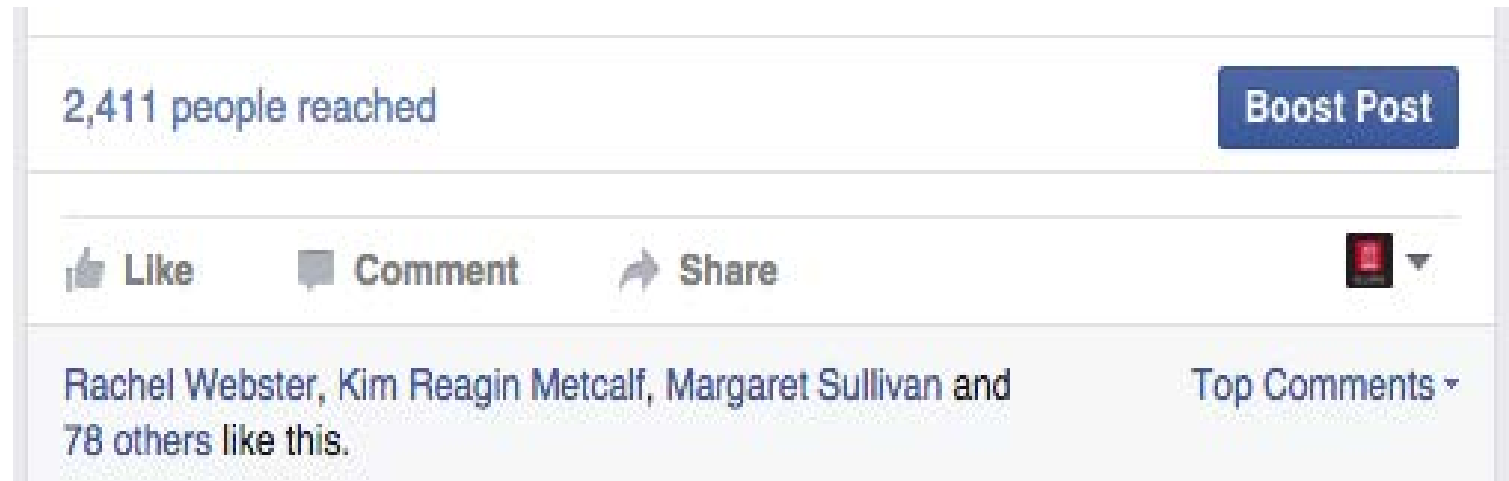 2,411 people reached
Boost Post
Like
Comment
Share
Rachel Webster, Kim Reagin Metcalf, Margaret Sullivan and
78 others like this.
Top Comments